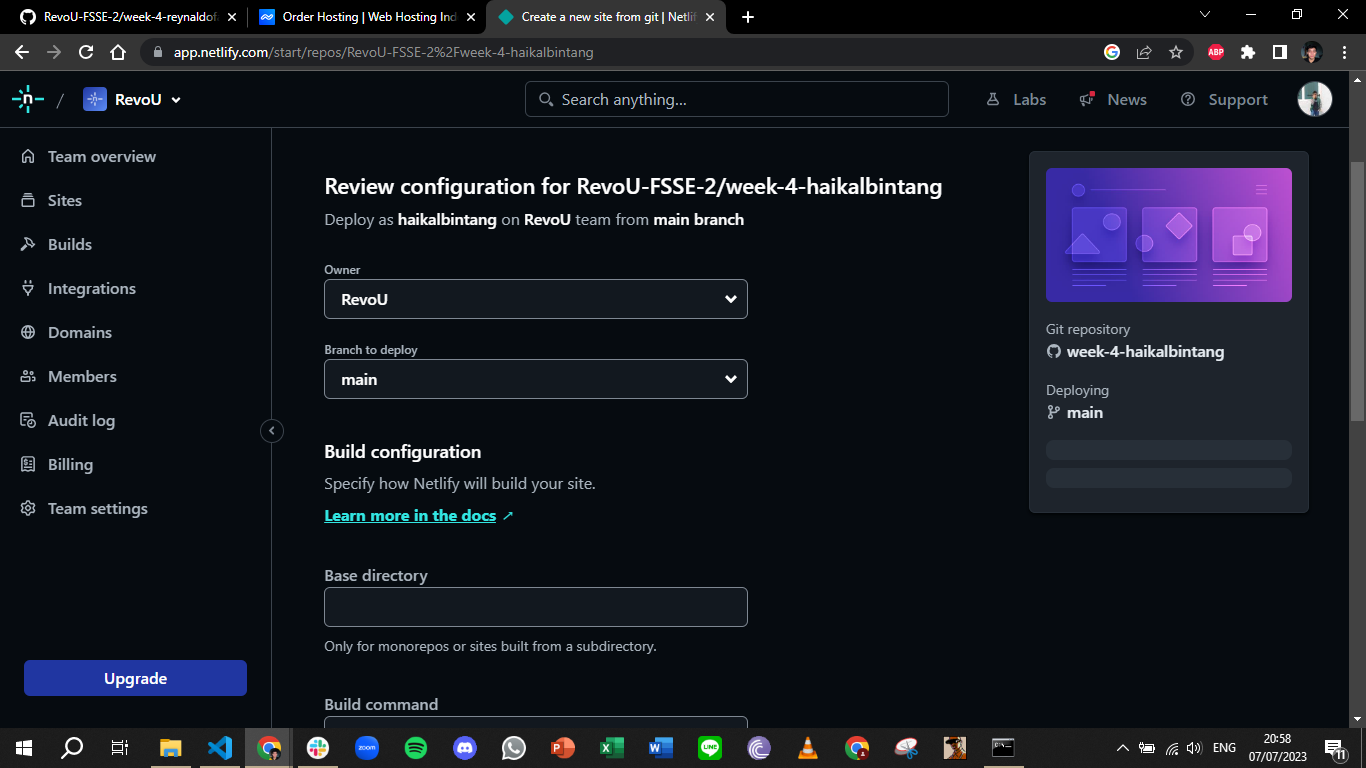 RevoU-FSSE-2/week-4-reynaldofa
Order Hosting | Web Hosting Ind
Create a new site from git | Netlif
app.netlify.com/start/repos/RevoU-FSSE-2%2Fweek-4-haikalbintang
ABP
/ RevoU
Search anything...
Labs
News
Support
Team overview
Sites
Builds
Integrations
Domains
Members
Audit log
Billing
Team settings
Upgrade
Review configuration for RevoU-FSSE-2/week-4-haikalbintang
Deploy as haikalbintang on RevoU team from main branch
Owner
RevoU
Branch to deploy
main
Build configuration
Specify how Netlify will build your site.
Learn more in the docs
Base directory
Only for monorepos or sites built from a subdirectory.
Build command
Git repository
week-4-haikalbintang
Deploying
main
zoom
LINE
ENG
20:58
07/07/2023
11